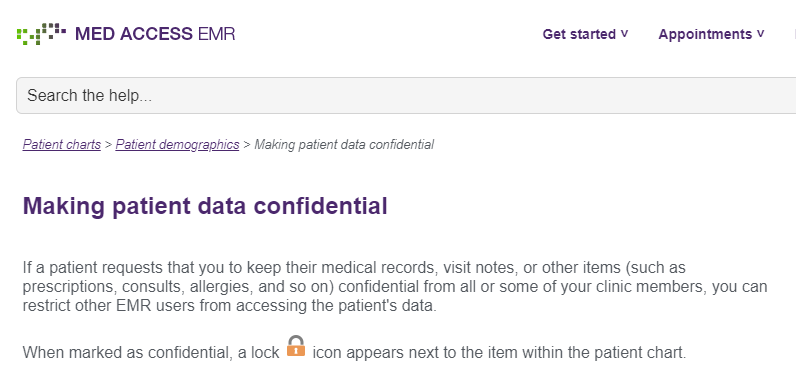 MED ACCESS EMR
Get started ˅ Appointments ˅
Search the help...
Patient charts > Patient demographics > Making patient data confidential
Making patient data confidential
If a patient requests that you to keep their medical records, visit notes, or other items (such as
prescriptions, consults, allergies, and so on) confidential from all or some of your clinic members, you can
restrict other EMR users from accessing the patient's data.
When marked as confidential, a lock icon appears next to the item within the patient chart.